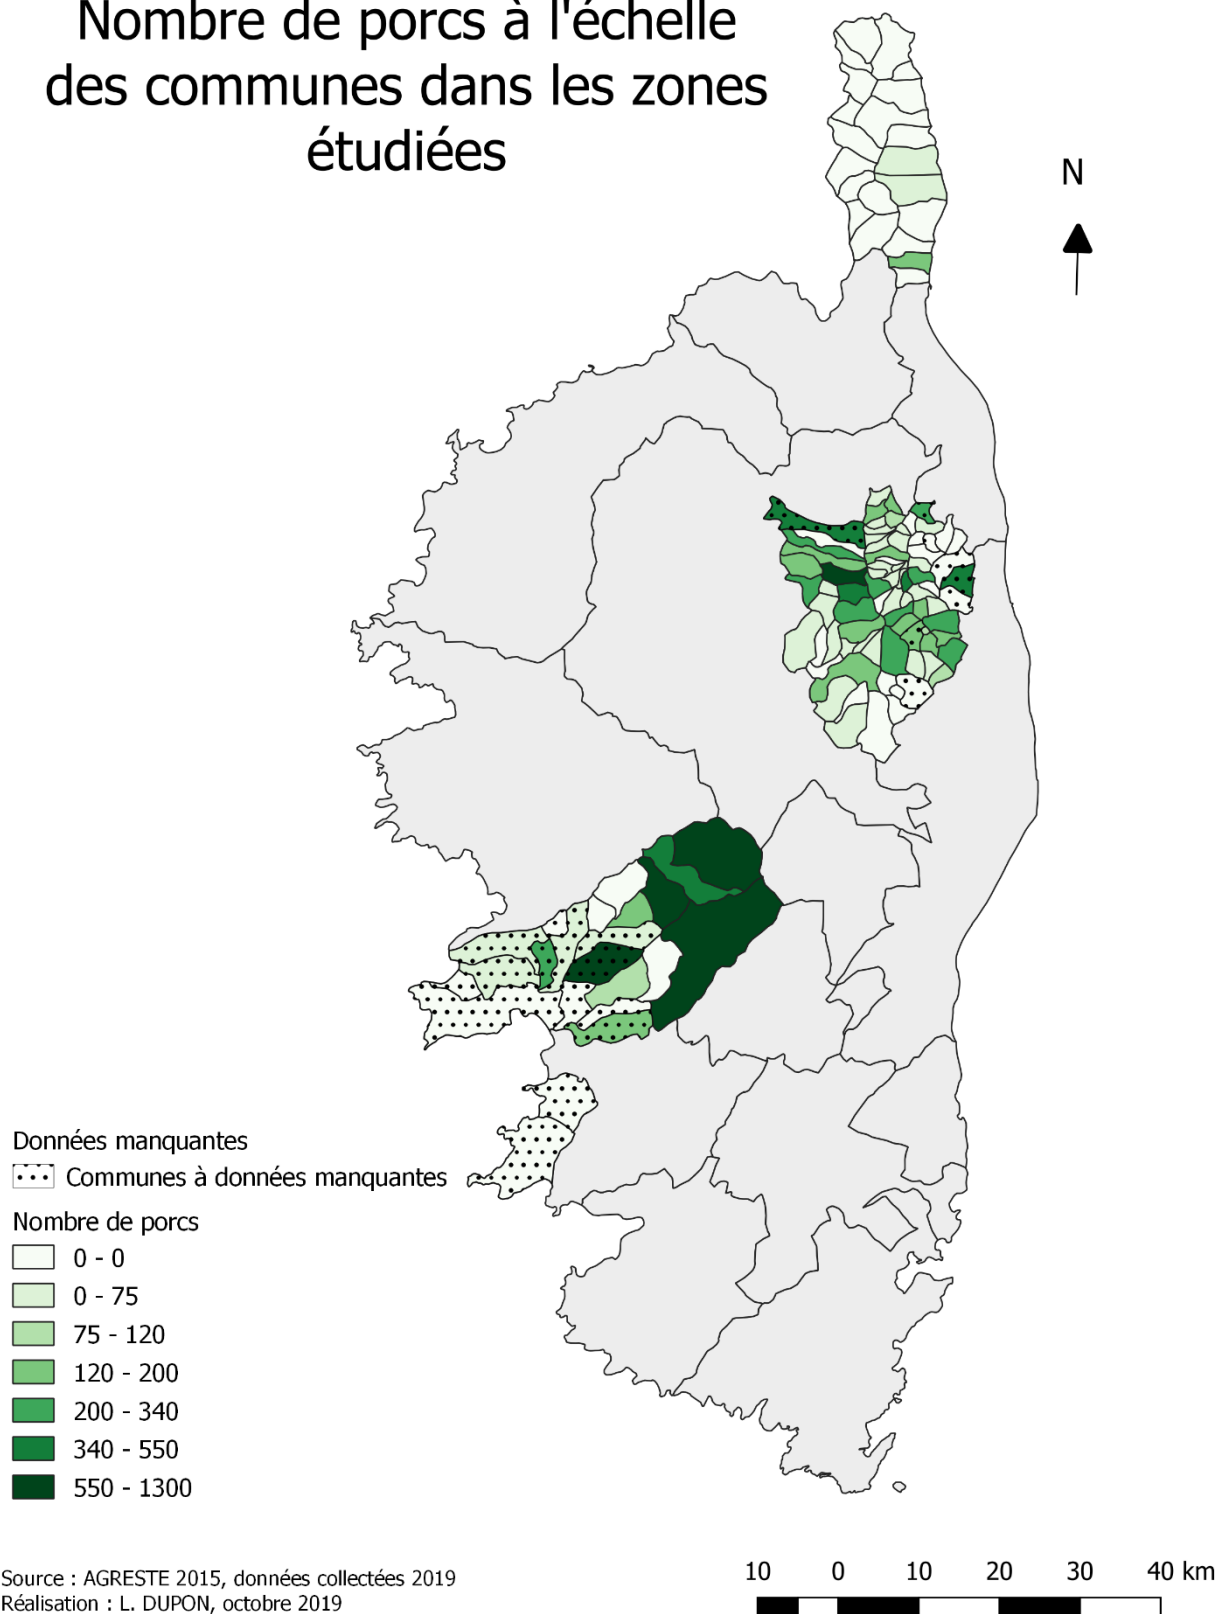 Nombre de porcs à l'échelle
des communes dans les zones
étudiées
N
Données manquantes
Communes à données manquantes
Nombre de porcs
0 - 0
0 - 75
75 - 120
120 - 200
200 - 340
340 - 550
550 - 1300
Source : AGRESTE 2015, données collectées 2019
Réalisation : L. DUPON, octobre 2019
10 0 10 20 30 40 km